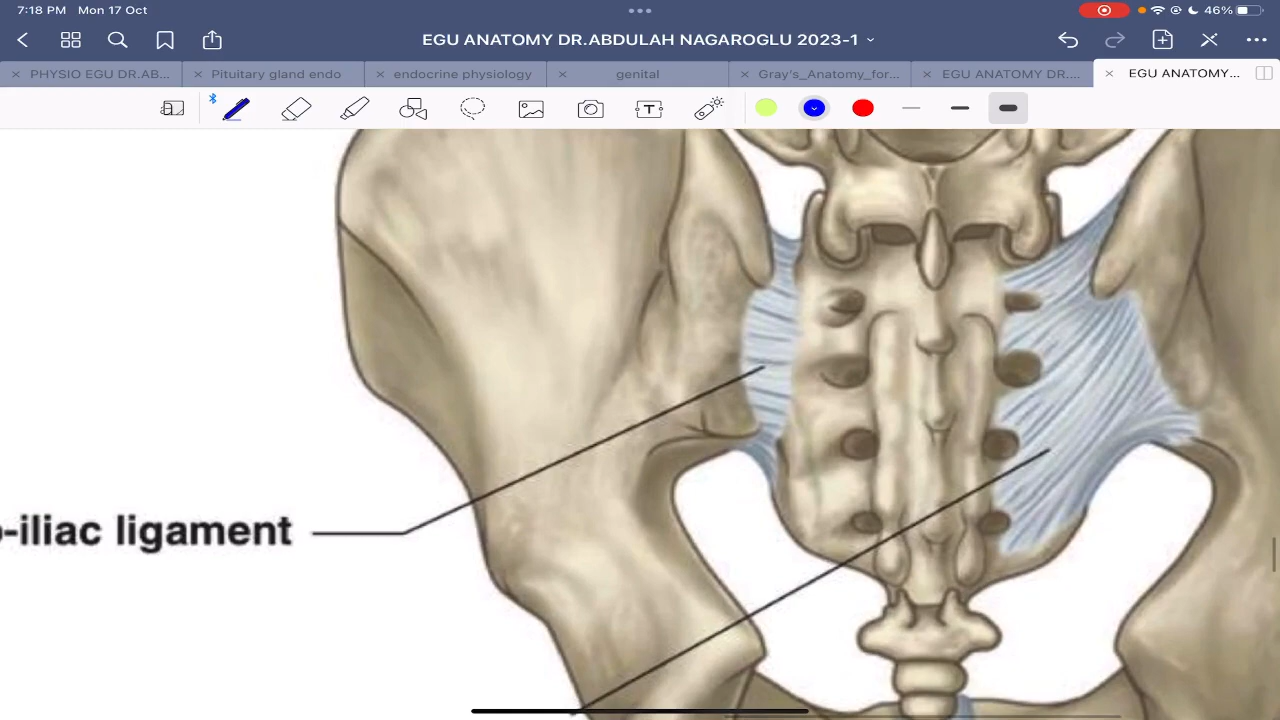 7:18 PM Mon 17 Oct
46%
EGU ANATOMY DR.ABDULAH NAGAROGLU 2023-1
PHYSIO EGU DR.AB...
Pituitary gland endo
endocrine physiology
genital
Gray's_Anatomy_for...
EGU ANATOMY DR....
EGU ANATOMY...
T
-iliac ligament